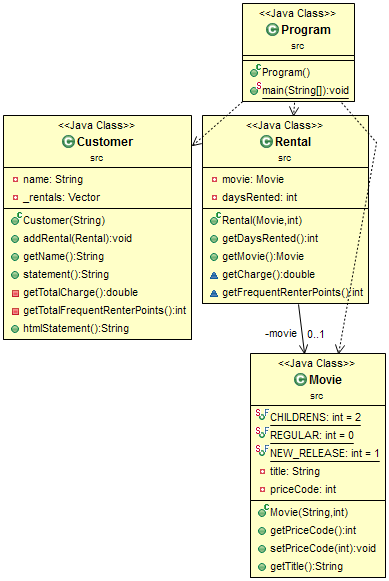 <<Java Class>>
Program
src
Program()
main(String[]):void
<<Java Class>>
Customer
src
name: String
_rentals: Vector
Customer(String)
addRental(Rental):void
getName():String
statement():String
getTotalCharge():double
getTotalFrequentRenterPoints():int
htmlStatement():String
<<Java Class>>
Rental
src
movie: Movie
daysRented: int
Rental(Movie,int)
getDaysRented():int
getMovie():Movie
getCharge():double
getFrequentRenterPoints():int
-movie 0..1
<<Java Class>>
Movie
src
CHILDRENS: int = 2
REGULAR: int = 0
NEW_RELEASE: int = 1
title: String
priceCode: int
Movie(String,int)
getPriceCode():int
setPriceCode(int):void
getTitle():String